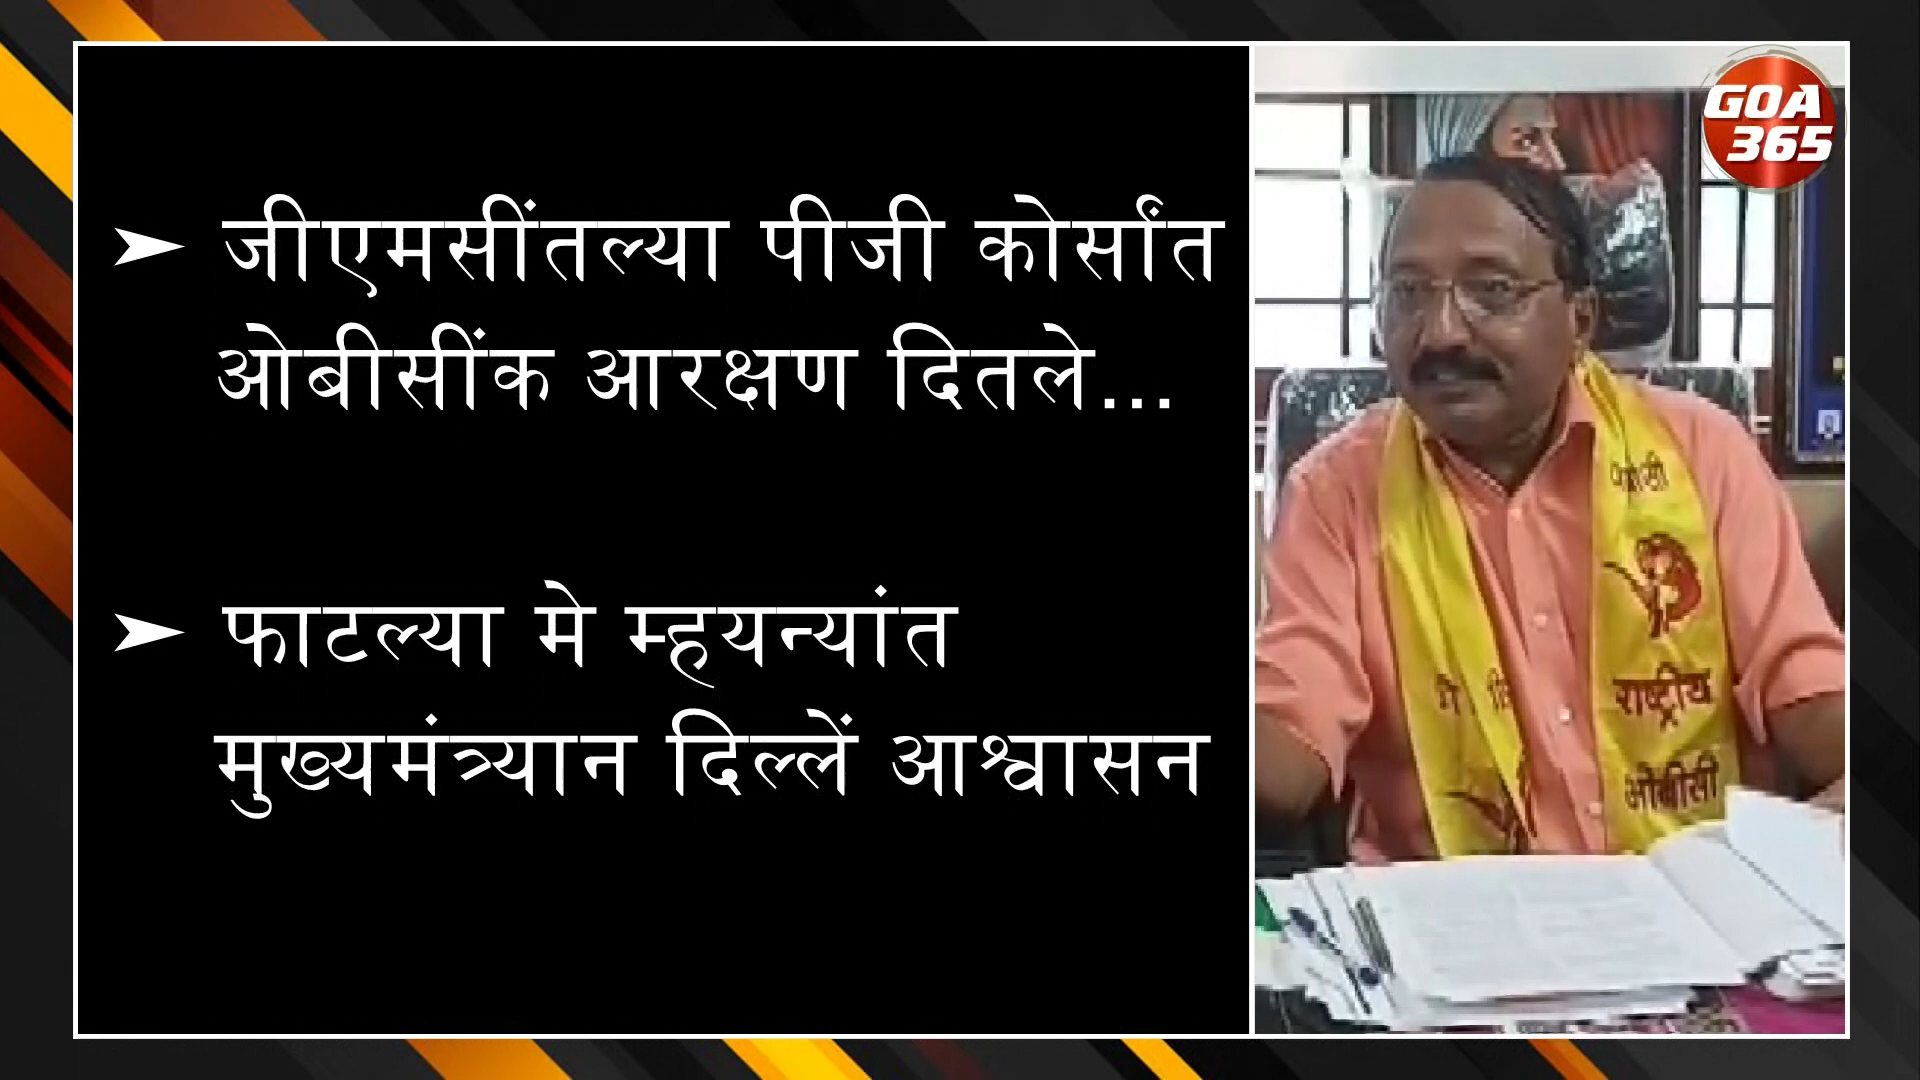 GOA
365
➤ जीएमसींतल्या पीजी कोर्सांत
ओबीसींक आरक्षण दितले...
➤ फाटल्या मे म्हयन्यांत
मुख्यमंत्र्यान दिल्लें आश्वासन
राष्ट्रीय
ओबीसी